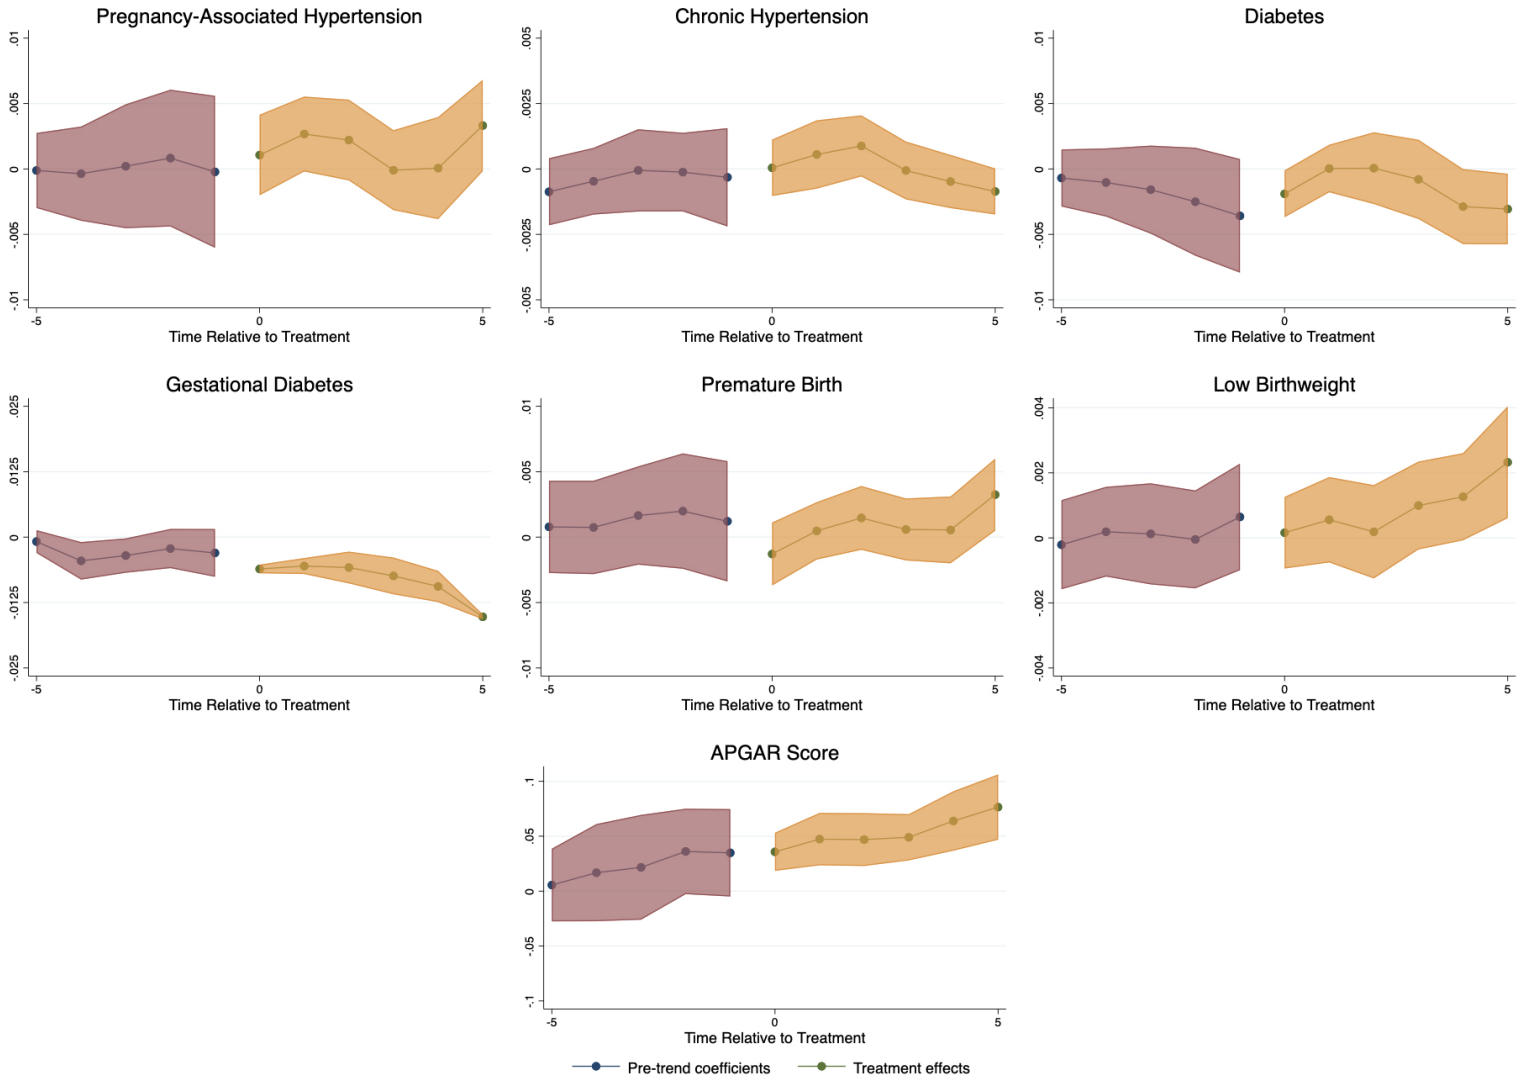 Pregnancy-Associated Hypertension
.01
.005
0
-.005
-.01
-5 0 5
Time Relative to Treatment
Chronic Hypertension
.005
.0025
0
-.0025
-.005
-5 0 5
Time Relative to Treatment
Diabetes
.01
.005
0
-.005
-.01
-5 0 5
Time Relative to Treatment
Gestational Diabetes
.025
.0125
0
-.0125
-.025
-5 0 5
Time Relative to Treatment
Premature Birth
.01
.005
0
-.005
-.01
-5 0 5
Time Relative to Treatment
Low Birthweight
.004
.002
0
-.002
-.004
-5 0 5
Time Relative to Treatment
APGAR Score
.1
.05
0
-.05
-.1
-5 0 5
Time Relative to Treatment
Pre-trend coefficients Treatment effects